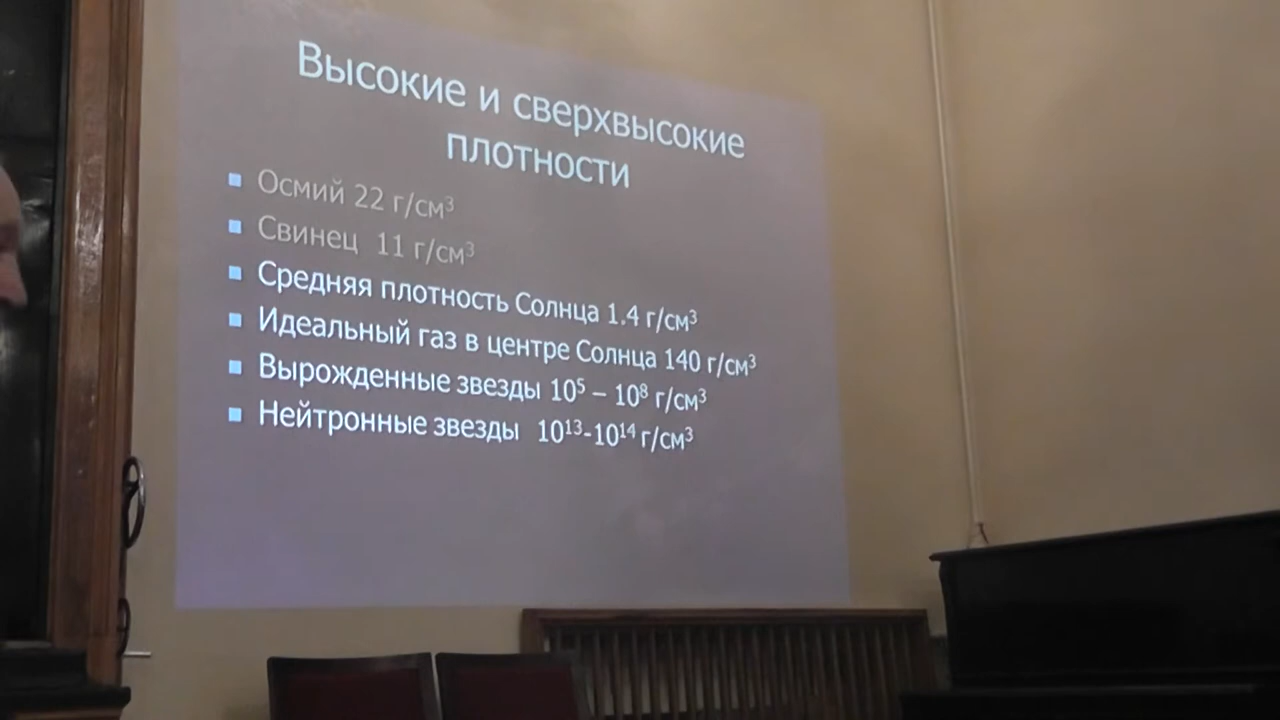 Высокие и сверхвысокие
плотности
Осмий 22 г/см³
Свинец 11 г/см³
Средняя плотность Солнца 1.4 г/см³
Идеальный газ в центре Солнца 140 г/см³
Вырожденные звезды 10⁵ – 10⁸ г/см³
Нейтронные звезды 10¹³-10¹⁴ г/см³